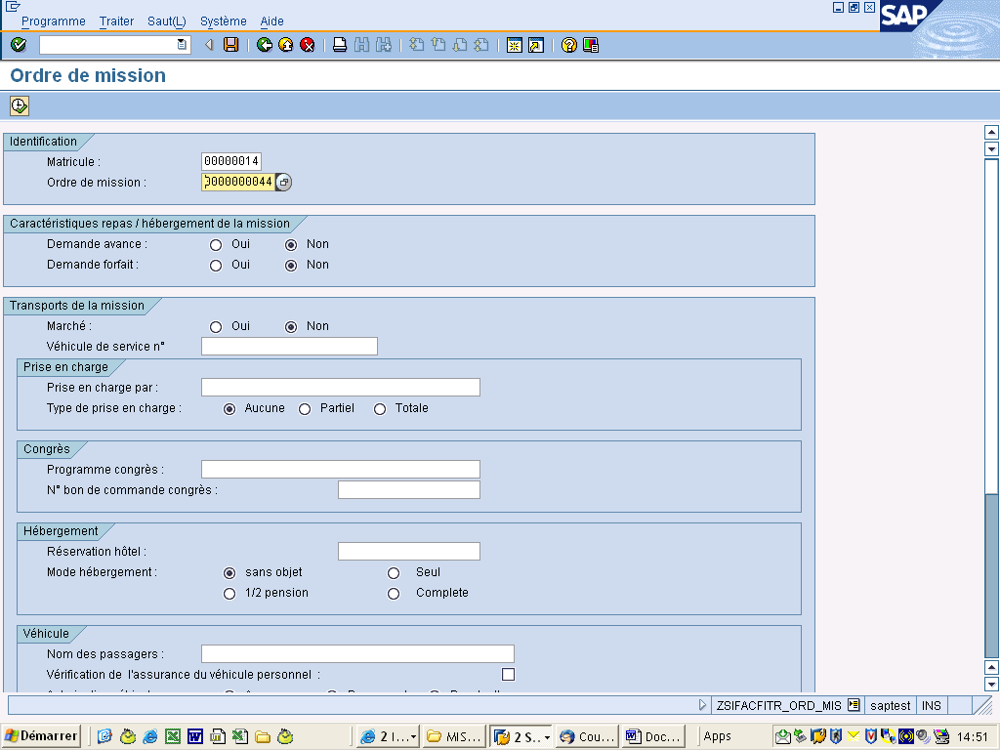 Programme Traiter Saut(L) Système Aide
SAP
Ordre de mission
Identification
Matricule : 00000014
Ordre de mission : 0000000044
Caractéristiques repas / hébergement de la mission
Demande avance : Oui Non
Demande forfait : Oui Non
Transports de la mission
Marché : Oui Non
Véhicule de service n°
Prise en charge
Prise en charge par :
Type de prise en charge : Aucune Partiel Totale
Congrès
Programme congrès :
N° bon de commande congrès :
Hébergement
Réservation hôtel :
Mode hébergement : sans objet Seul
1/2 pension Complete
Véhicule
Nom des passagers :
Vérification de l'assurance du véhicule personnel :
ZSIFACFITR_ORD_MIS saptest INS
Démarrer 2 I... MIS... 2 S.. Cou... Doc... Apps 14:51